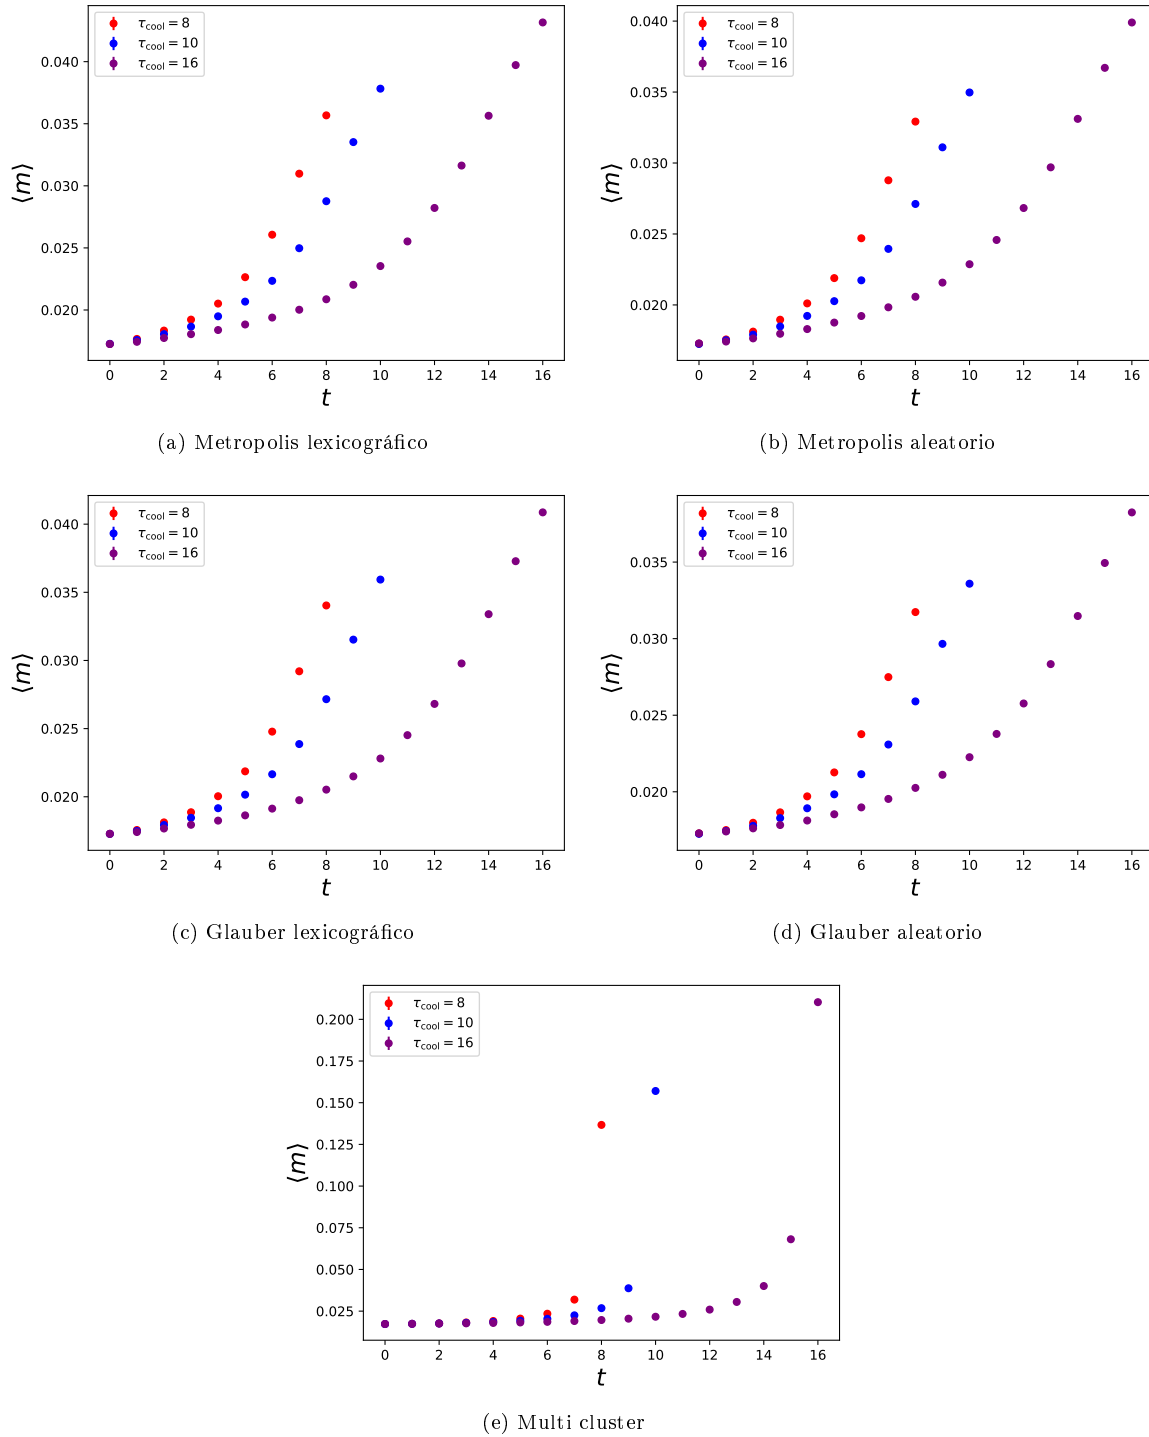 τcool = 8
τcool = 10
τcool = 16
0.040
0.035
0.030
0.025
0.020
⟨m⟩
0 2 4 6 8 10 12 14 16
t
(a) Metropolis lexicográfico
τcool = 8
τcool = 10
τcool = 16
0.040
0.035
0.030
0.025
0.020
⟨m⟩
0 2 4 6 8 10 12 14 16
t
(b) Metropolis aleatorio
τcool = 8
τcool = 10
τcool = 16
0.040
0.035
0.030
0.025
0.020
⟨m⟩
0 2 4 6 8 10 12 14 16
t
(c) Glauber lexicográfico
τcool = 8
τcool = 10
τcool = 16
0.035
0.030
0.025
0.020
⟨m⟩
0 2 4 6 8 10 12 14 16
t
(d) Glauber aleatorio
τcool = 8
τcool = 10
τcool = 16
0.200
0.175
0.150
0.125
0.100
0.075
0.050
0.025
⟨m⟩
0 2 4 6 8 10 12 14 16
t
(e) Multi cluster